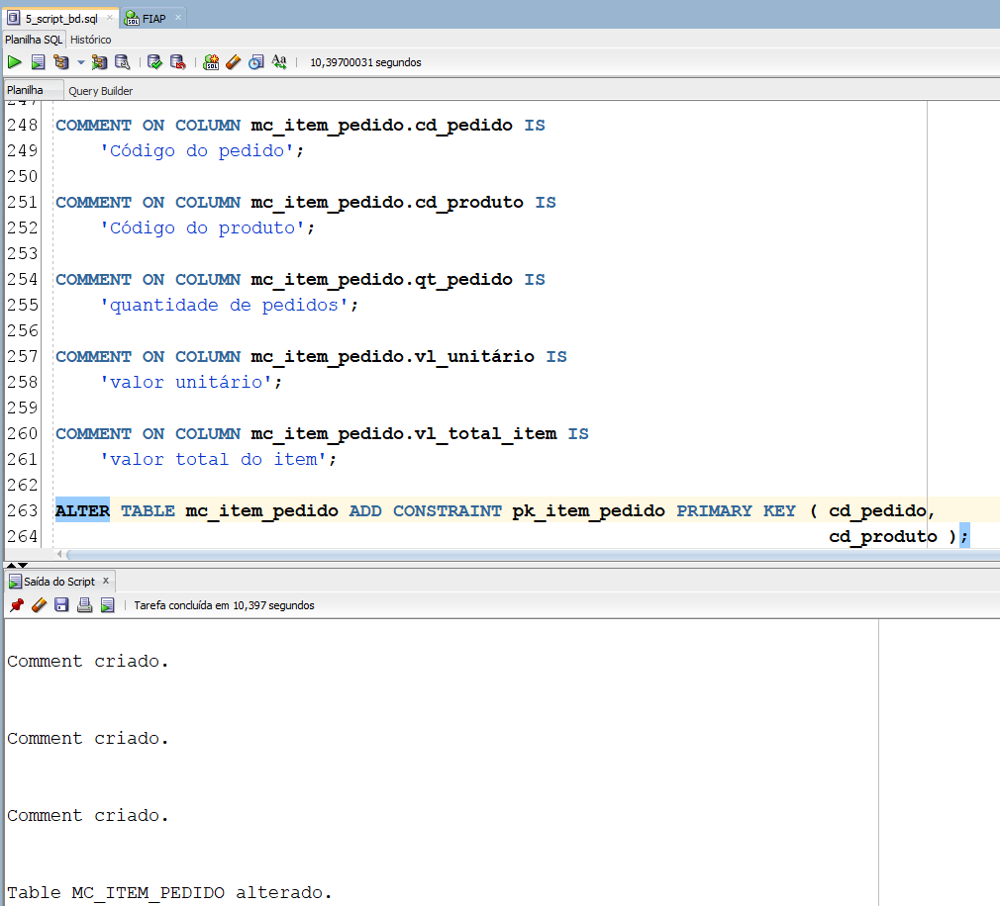 5_script_bd.sql × FIAP ×
Planilha SQL Histórico
10,39700031 segundos
Planilha Query Builder
247
248 COMMENT ON COLUMN mc_item_pedido.cd_pedido IS
249 'Código do pedido';
250
251 COMMENT ON COLUMN mc_item_pedido.cd_produto IS
252 'Código do produto';
253
254 COMMENT ON COLUMN mc_item_pedido.qt_pedido IS
255 'quantidade de pedidos';
256
257 COMMENT ON COLUMN mc_item_pedido.vl_unitário IS
258 'valor unitário';
259
260 COMMENT ON COLUMN mc_item_pedido.vl_total_item IS
261 'valor total do item';
262
263 ALTER TABLE mc_item_pedido ADD CONSTRAINT pk_item_pedido PRIMARY KEY ( cd_pedido,
264 cd_produto );
Saída do Script ×
Tarefa concluída em 10,397 segundos
Comment criado.
Comment criado.
Comment criado.
Table MC_ITEM_PEDIDO alterado.